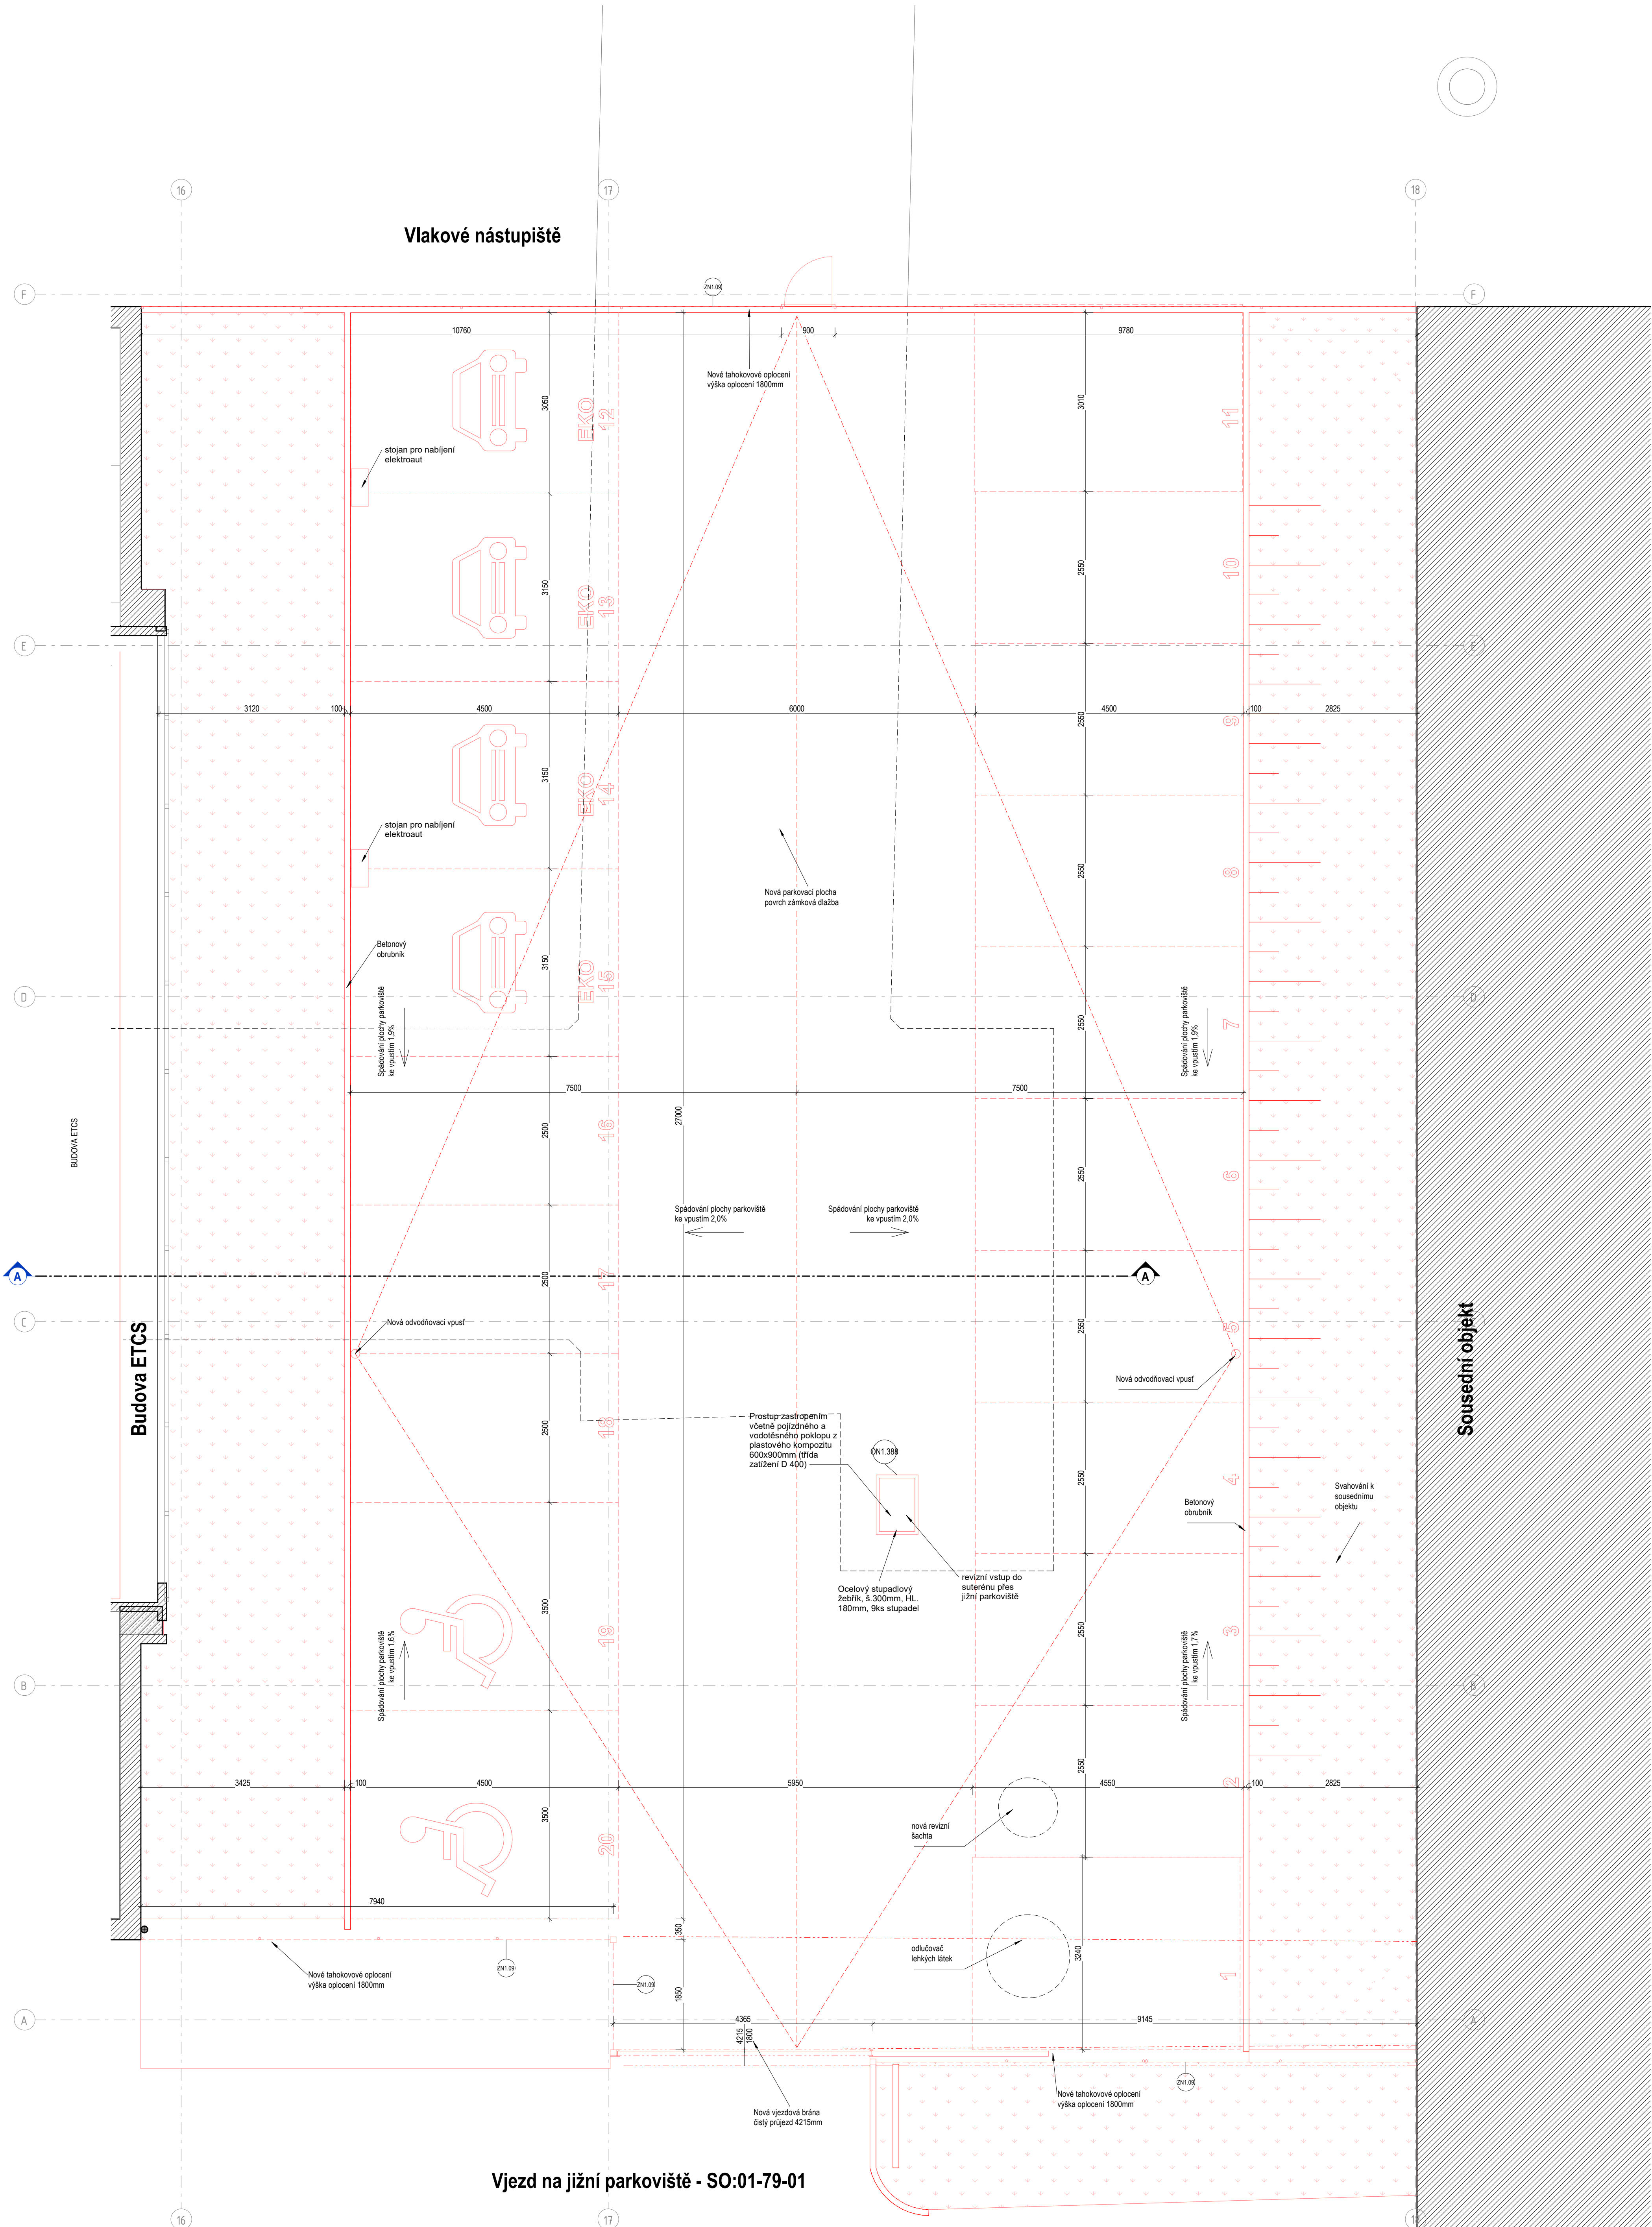 16
17
18
Vlakové nástupiště
F
ZN1.09
F
10760
900
9780
Nové tahokovové oplocení
výška oplocení 1800mm
3050
EKO
12
3010
11
stojan pro nabíjení
elektroaut
3150
EKO
13
2550
10
E
E
3120
100
4500
6000
4500
100
2825
2550
9
3150
EKO
14
stojan pro nabíjení
elektroaut
2550
8
Nová parkovací plocha
povrch zámková dlažba
Betonový
obrubník
3150
EKO
15
D
D
Spádování plochy parkoviště
ke vpustím 1,9%
2550
Spádování plochy parkoviště
ke vpustím 1,9%
7
7500
7500
BUDOVA ETCS
2500
16
27000
2550
6
Spádování plochy parkoviště
ke vpustím 2,0%
Spádování plochy parkoviště
ke vpustím 2,0%
A
2500
17
A
C
Budova ETCS
Nová odvodňovací vpusť
2550
5
Nová odvodňovací vpusť
Sousední objekt
2500
18
Prostup zastropením
včetně pojízdného a
vodotěsného poklopu z
plastového kompozitu
600x900mm (třída
zatížení D 400)
ON1.388
2550
4
Betonový
obrubník
Svahování k
sousednímu
objektu
Ocelový stupadlový
žebřík, š.300mm, HL.
180mm, 9ks stupadel
revizní vstup do
suterénu přes
jižní parkoviště
3500
19
Spádování plochy parkoviště
ke vpustím 1,6%
2550
3
Spádování plochy parkoviště
ke vpustím 1,7%
B
B
3425
100
4500
5950
2550
4550
2
100
2825
3500
20
nová revizní
šachta
7940
350
odlučovač
lehkých látek
3240
1
Nové tahokovové oplocení
výška oplocení 1800mm
ZN1.09
ZN1.09
1850
A
4365
4215
1800
9145
A
Nová vjezdová brána
čistý průjezd 4215mm
Nové tahokovové oplocení
výška oplocení 1800mm
ZN1.09
Vjezd na jižní parkoviště - SO:01-79-01
16
17